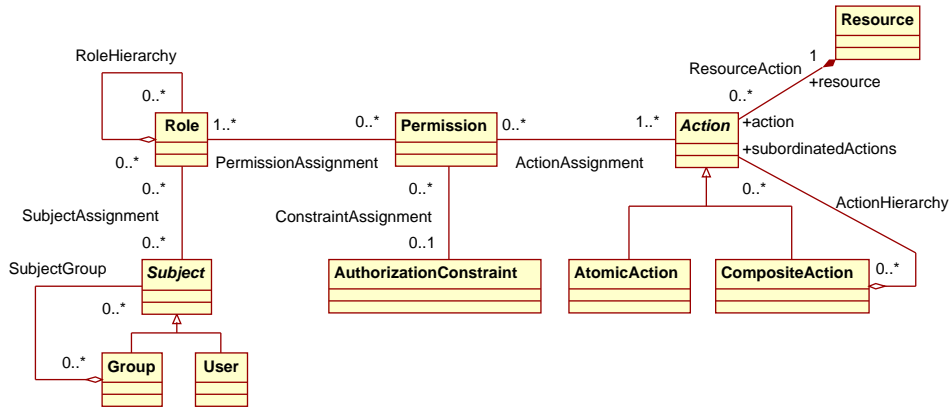 Resource
RoleHierarchy
1
ResourceAction
+resource
0..*
0..*
Role
1..*
0..*
Permission
0..*
1..*
Action
+action
PermissionAssignment
ActionAssignment
+subordinatedActions
0..*
0..*
0..*
0..*
ActionHierarchy
SubjectAssignment
ConstraintAssignment
0..*
0..1
SubjectGroup
Subject
AuthorizationConstraint
AtomicAction
CompositeAction
0..*
0..*
0..*
Group
User